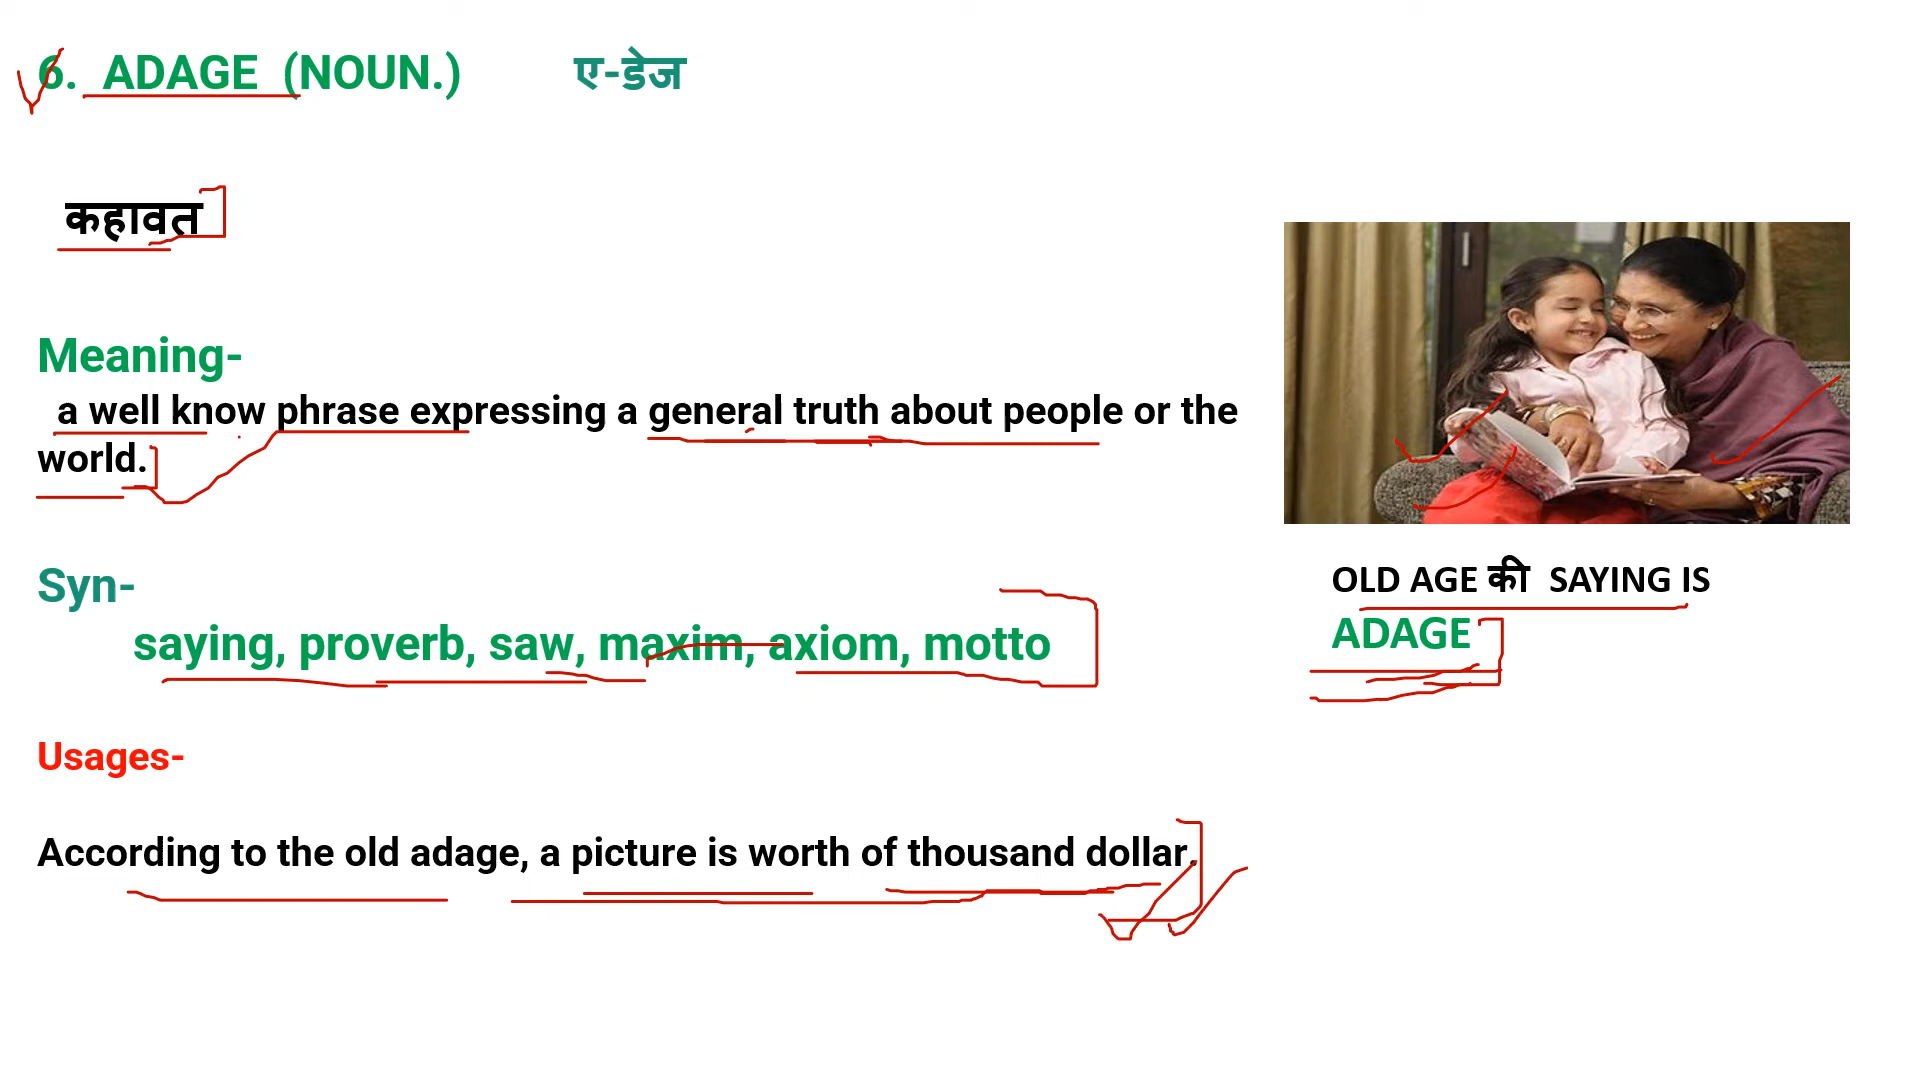 6. ADAGE (NOUN.) ए-डेज
कहावत
Meaning-
a well know phrase expressing a general truth about people or the
world.
Syn-
saying, proverb, saw, maxim, axiom, motto
Usages-
According to the old adage, a picture is worth of thousand dollar.
OLD AGE की SAYING IS
ADAGE